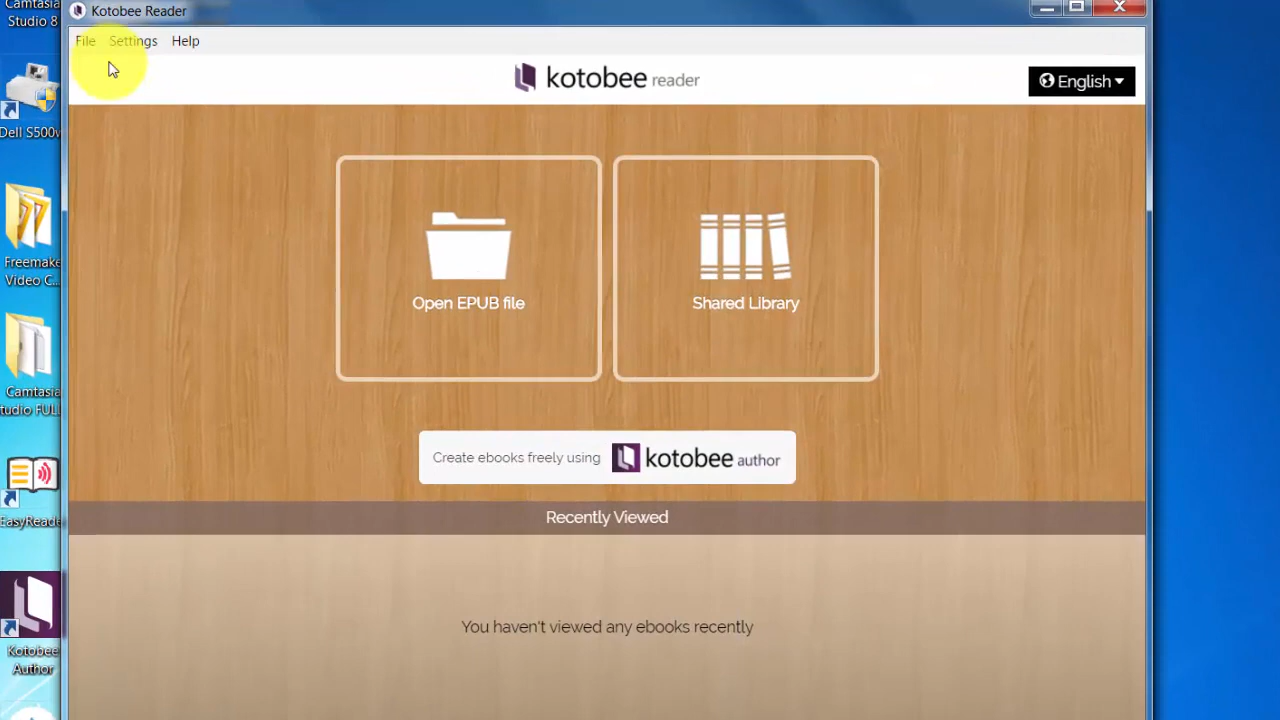 Camtasia
Studio 8
Kotobee Reader
File Settings Help
kotobee reader
English
Dell S500w
Open EPUB file
Shared Library
Freemake
Video C...
Camtasia
Studio FULL
Create ebooks freely using kotobee author
EasyReader
Recently Viewed
You haven't viewed any ebooks recently
Kotobee
Author